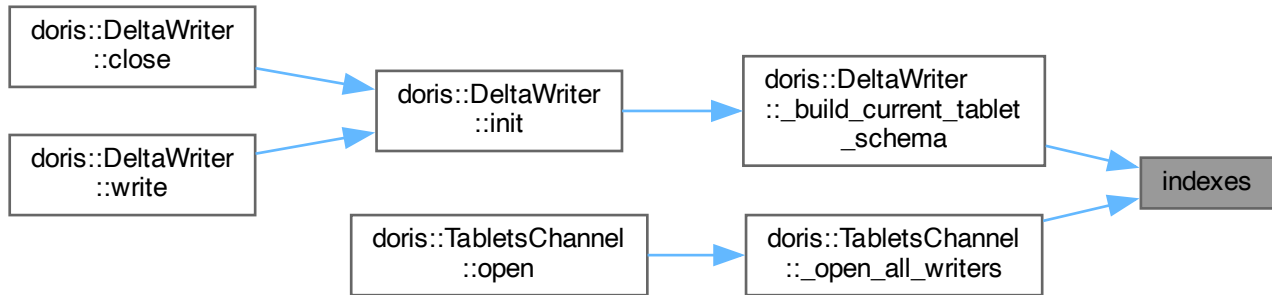 doris::DeltaWriter
::close
doris::DeltaWriter
::write
doris::DeltaWriter
::init
doris::DeltaWriter
::_build_current_tablet
_schema
doris::TabletsChannel
::open
doris::TabletsChannel
::_open_all_writers
indexes